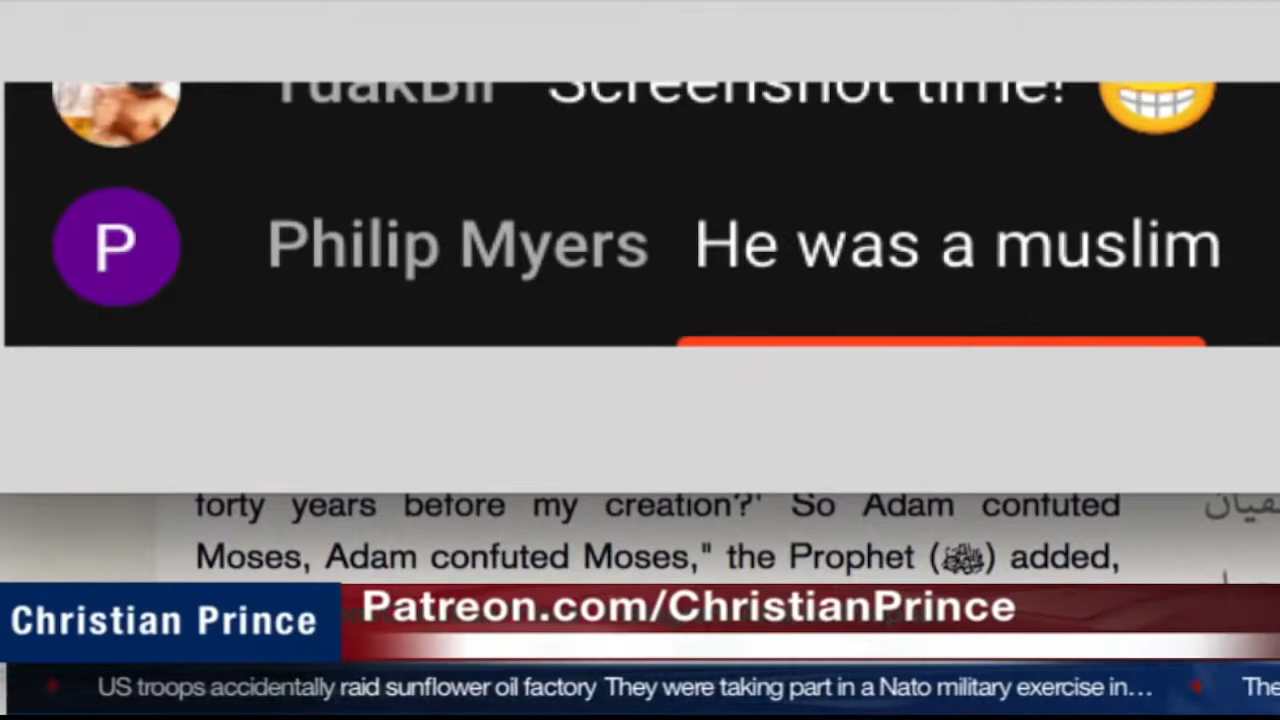 TuakBir Screenshot time! 😁
P Philip Myers He was a muslim
forty years before my creation?' So Adam confuted
Moses, Adam confuted Moses," the Prophet (ﷺ) added,
Christian Prince
Patreon.com/ChristianPrince
US troops accidentally raid sunflower oil factory They were taking part in a Nato military exercise in… The